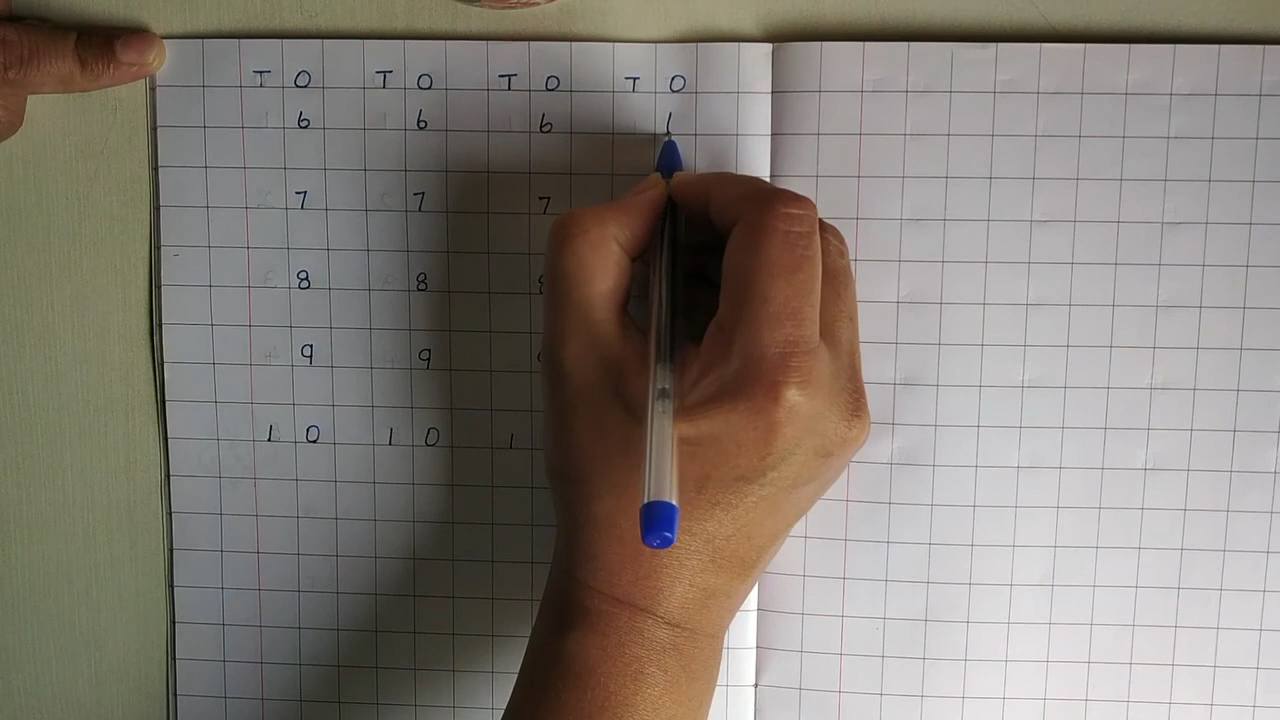 T O T O T O T O
6 6 6
7 7 7
8 8
9 9
1 0 1 0 1